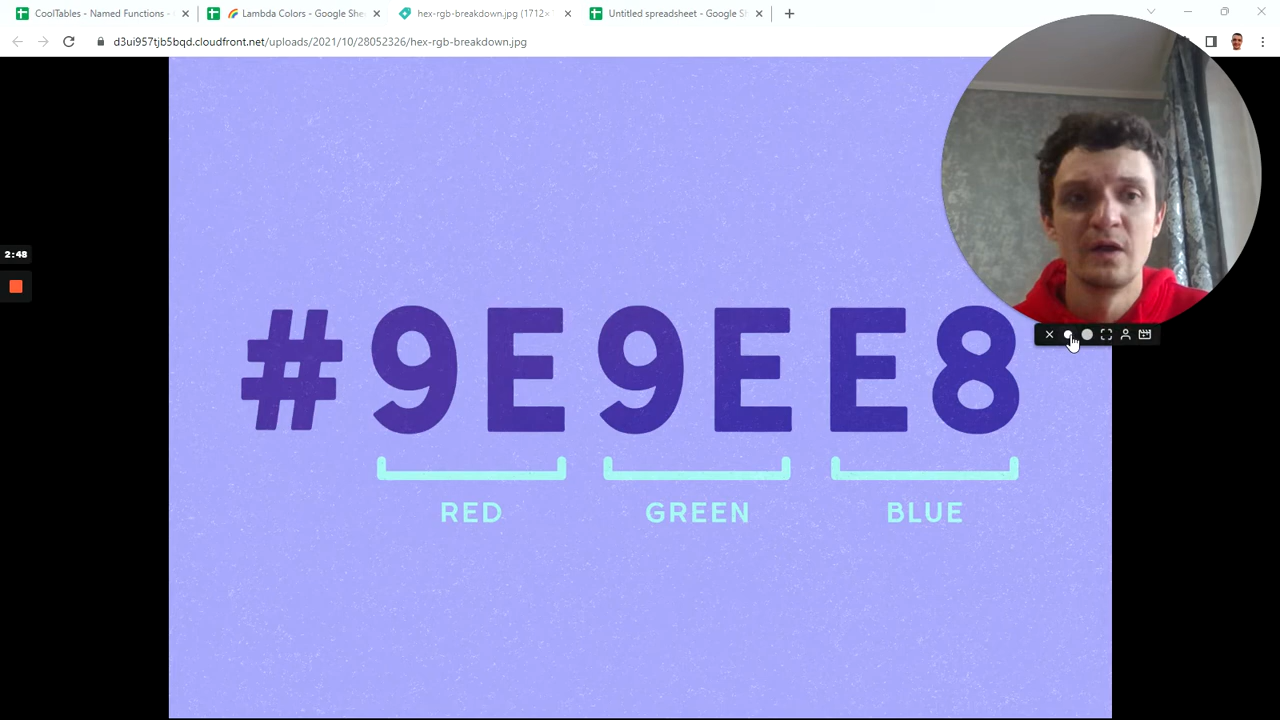 CoolTables - Named Functions -
Lambda Colors - Google She
hex-rgb-breakdown.jpg (1712×
Untitled spreadsheet - Google Sh
d3ui957tjb5bqd.cloudfront.net/uploads/2021/10/28052326/hex-rgb-breakdown.jpg
2:48
#9E9EE8
RED GREEN BLUE